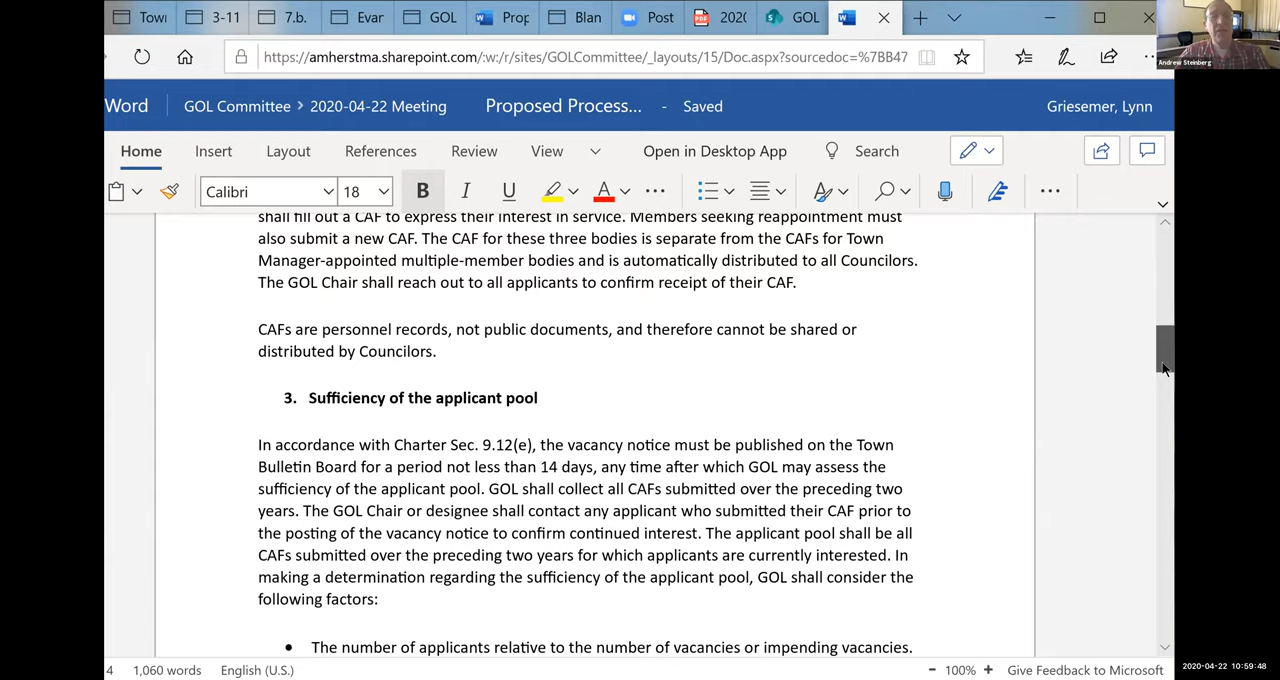 Towi
3-11
7.b.
Evar
GOL
Prop
Blan
Post
202(
GOL
https://amherstma.sharepoint.com/:w:/r/sites/GOLCommittee/_layouts/15/Doc.aspx?sourcedoc=%7BB47
Andrew Steinberg
Word
GOL Committee > 2020-04-22 Meeting
Proposed Process... - Saved
Griesemer, Lynn
Home Insert Layout References Review View Open in Desktop App Search
Calibri 18 B I U A
shall fill out a CAF to express their interest in service. Members seeking reappointment must
also submit a new CAF. The CAF for these three bodies is separate from the CAFs for Town
Manager-appointed multiple-member bodies and is automatically distributed to all Councilors.
The GOL Chair shall reach out to all applicants to confirm receipt of their CAF.
CAFs are personnel records, not public documents, and therefore cannot be shared or
distributed by Councilors.
3. Sufficiency of the applicant pool
In accordance with Charter Sec. 9.12(e), the vacancy notice must be published on the Town
Bulletin Board for a period not less than 14 days, any time after which GOL may assess the
sufficiency of the applicant pool. GOL shall collect all CAFs submitted over the preceding two
years. The GOL Chair or designee shall contact any applicant who submitted their CAF prior to
the posting of the vacancy notice to confirm continued interest. The applicant pool shall be all
CAFs submitted over the preceding two years for which applicants are currently interested. In
making a determination regarding the sufficiency of the applicant pool, GOL shall consider the
following factors:
• The number of applicants relative to the number of vacancies or impending vacancies.
4 1,060 words English (U.S.) - 100% + Give Feedback to Microsoft
2020-04-22 10:59:48